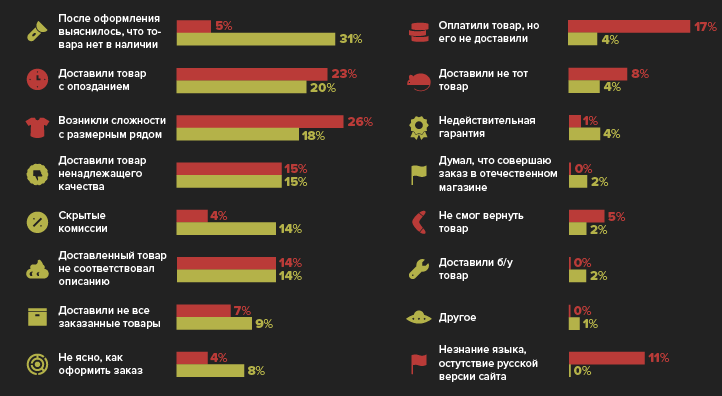 После оформления
выяснилось, что то-
вара нет в наличии
5%
31%
Доставили товар
с опозданием
23%
20%
Возникли сложности
с размерным рядом
26%
18%
Доставили товар
ненадлежащего
качества
15%
15%
Скрытые
комиссии
4%
14%
Доставленный товар
не соответствовал
описанию
14%
14%
Доставили не все
заказанные товары
7%
9%
Не ясно, как
оформить заказ
4%
8%
Оплатили товар, но
его не доставили
17%
4%
Доставили не тот
товар
8%
4%
Недействительная
гарантия
1%
4%
Думал, что совершаю
заказ в отечественом
магазине
0%
2%
Не смог вернуть
товар
5%
2%
Доставили б/у
товар
0%
2%
Другое
0%
1%
Незнание языка,
остутствие русской
версии сайта
11%
0%